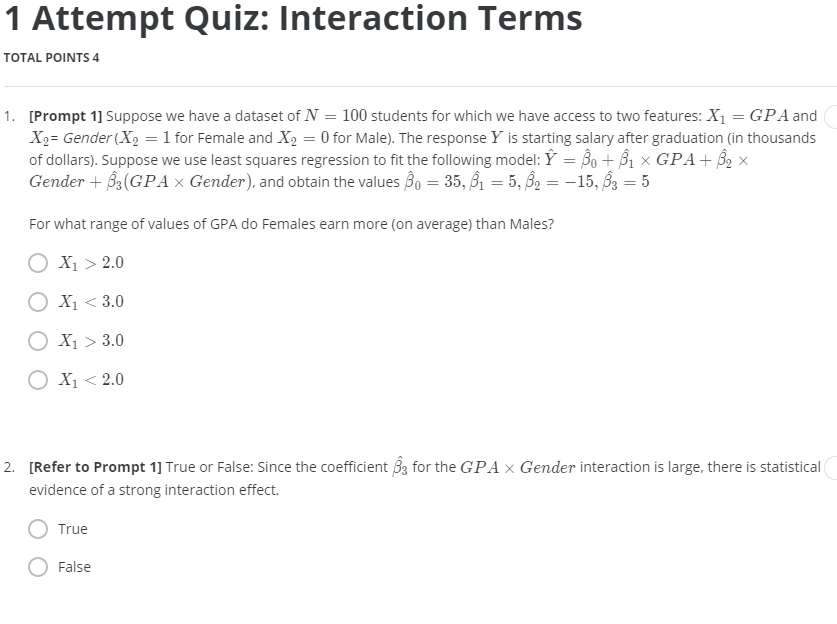 1 Attempt Quiz: Interaction Terms
TOTAL POINTS 4
1. [Prompt 1] Suppose we have a dataset of N = 100 students for which we have access to two features: X₁ = GPA and
X₂= Gender (X₂ = 1 for Female and X₂ = 0 for Male). The response Y is starting salary after graduation (in thousands
of dollars). Suppose we use least squares regression to fit the following model: Ŷ = β̂₀ + β̂₁ × GPA + β̂₂ ×
Gender + β̂₃(GPA × Gender), and obtain the values β̂₀ = 35, β̂₁ = 5, β̂₂ = −15, β̂₃ = 5
For what range of values of GPA do Females earn more (on average) than Males?
X₁ > 2.0
X₁ < 3.0
X₁ > 3.0
X₁ < 2.0
2. [Refer to Prompt 1] True or False: Since the coefficient β̂₃ for the GPA × Gender interaction is large, there is statistical
evidence of a strong interaction effect.
True
False